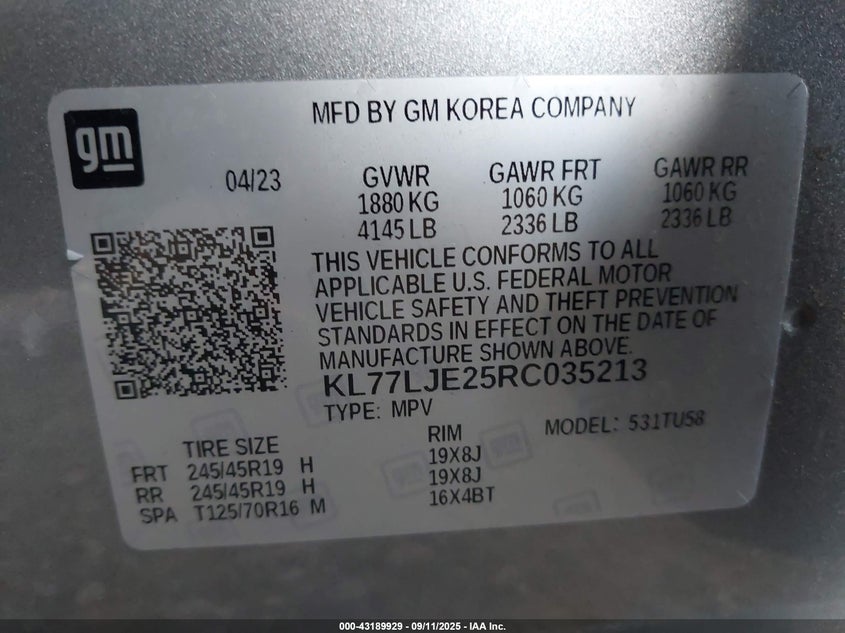 gm
MFD BY GM KOREA COMPANY
04/23
GVWR
1880 KG
4145 LB
GAWR FRT
1060 KG
2336 LB
GAWR RR
1060 KG
2336 LB
THIS VEHICLE CONFORMS TO ALL
APPLICABLE U.S. FEDERAL MOTOR
VEHICLE SAFETY AND THEFT PREVENTION
STANDARDS IN EFFECT ON THE DATE OF
MANUFACTURE SHOWN ABOVE.
KL77LJE25RC035213
TYPE: MPV
MODEL: 531TU58
TIRE SIZE
RIM
FRT 245/45R19 H 19X8J
RR 245/45R19 H 19X8J
SPA T125/70R16 M 16X4BT
000-43189929 - 09/11/2025 - IAA Inc.